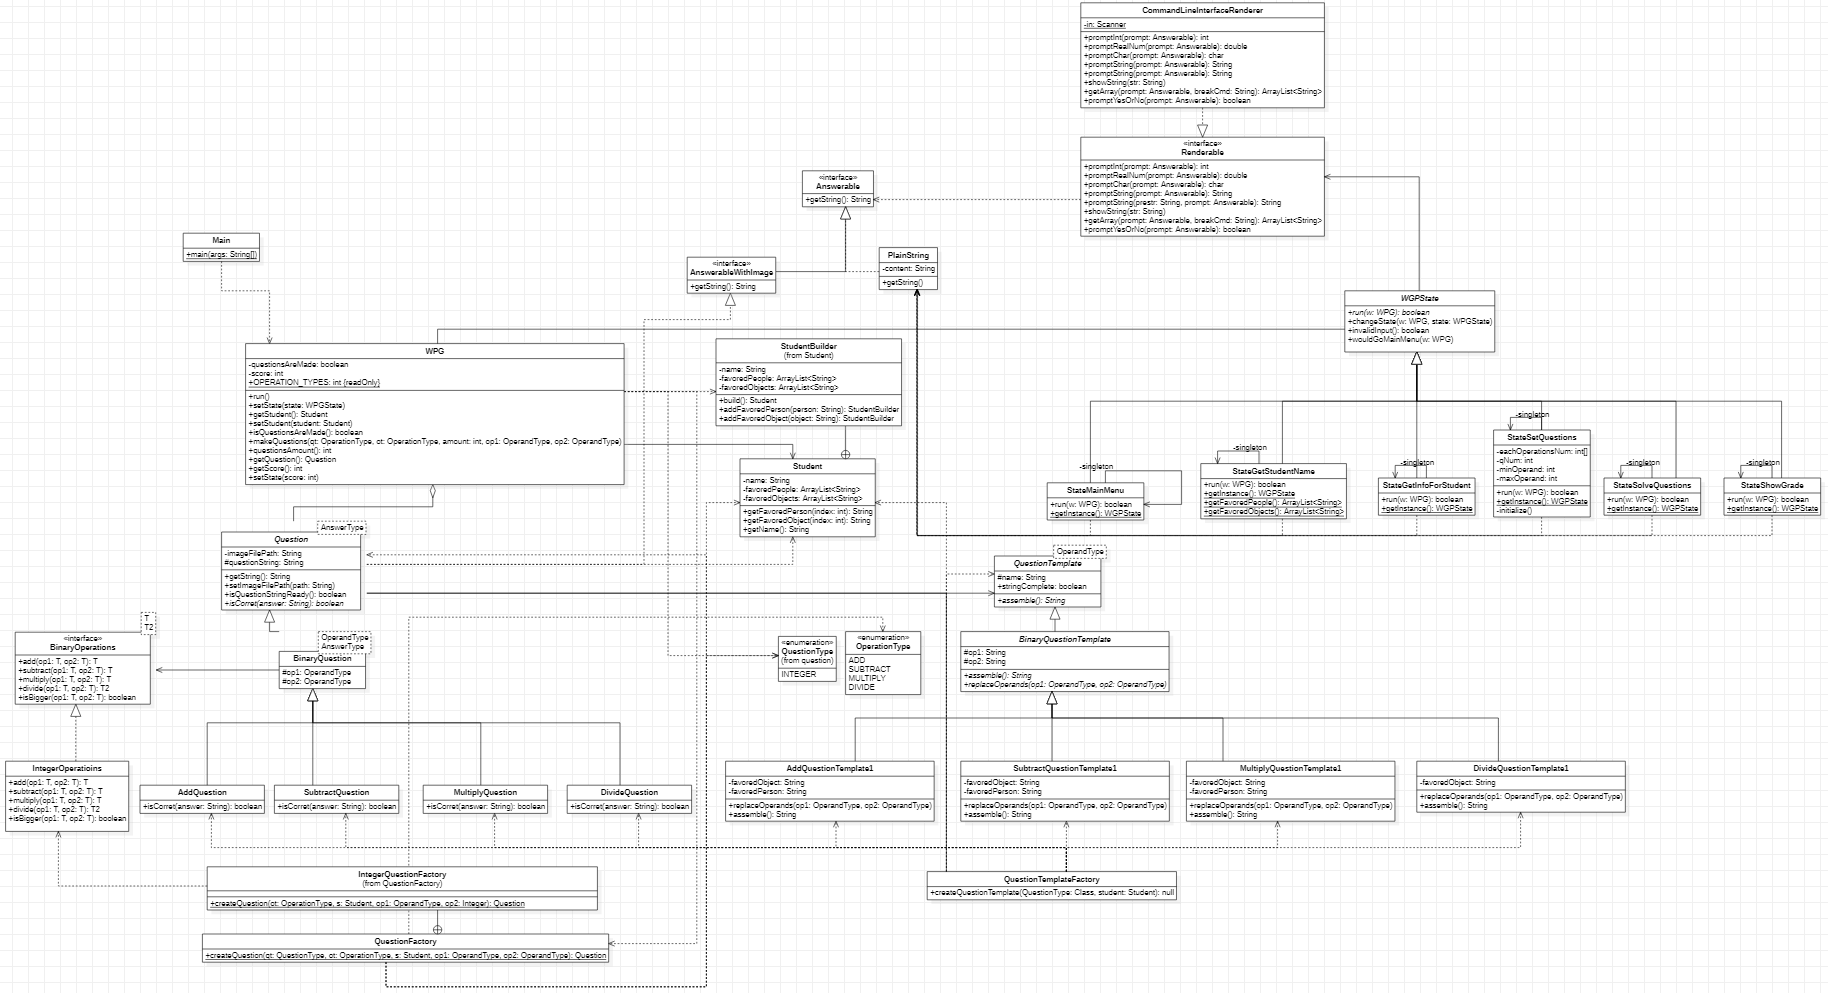 CommandLineInterfaceRenderer
-in: Scanner
+promptInt(prompt: Answerable): int
+promptRealNum(prompt: Answerable): double
+promptChar(prompt: Answerable): char
+promptString(prompt: Answerable): String
+promptString(prompt: Answerable): String
+showString(str: String)
+getArray(prompt: Answerable, breakCmd: String): ArrayList<String>
+promptYesOrNo(prompt: Answerable): boolean
«interface»
Renderable
+promptInt(prompt: Answerable): int
+promptRealNum(prompt: Answerable): double
+promptChar(prompt: Answerable): char
+promptString(prompt: Answerable): String
+promptString(prestr: String, prompt: Answerable): String
+showString(str: String)
+getArray(prompt: Answerable, breakCmd: String): ArrayList<String>
+promptYesOrNo(prompt: Answerable): boolean
«interface»
Answerable
+getString(): String
Main
+main(args: String[])
«interface»
AnswerableWithImage
+getString(): String
PlainString
-content: String
+getString()
WGPState
+run(w: WPG): boolean
+changeState(w: WPG, state: WPGState)
+invalidInput(): boolean
+wouldGoMainMenu(w: WPG)
WPG
-questionsAreMade: boolean
-score: int
+OPERATION_TYPES: int {readOnly}
+run()
+setState(state: WPGState)
+getStudent(): Student
+setStudent(student: Student)
+isQuestionsAreMade(): boolean
+makeQuestions(qt: OperationType, ot: OperationType, amount: int, op1: OperandType, op2: OperandType)
+questionsAmount(): int
+getQuestion(): Question
+getScore(): int
+setState(score: int)
StudentBuilder
(from Student)
-name: String
-favoredPeople: ArrayList<String>
-favoredObjects: ArrayList<String>
+build(): Student
+addFavoredPerson(person: String): StudentBuilder
+addFavoredObject(object: String): StudentBuilder
Student
-name: String
-favoredPeople: ArrayList<String>
-favoredObjects: ArrayList<String>
+getFavoredPerson(index: int): String
+getFavoredObject(index: int): String
+getName(): String
-singleton
StateMainMenu
+run(w: WPG): boolean
+getInstance(): WGPState
-singleton
StateGetStudentName
+run(w: WPG): boolean
+getInstance(): WGPState
+getFavoredPeople(): ArrayList<String>
+getFavoredObjects(): ArrayList<String>
-singleton
StateGetInfoForStudent
+run(w: WPG): boolean
+getInstance(): WGPState
-singleton
StateSetQuestions
-eachOperationsNum: int[]
-qNum: int
-minOperand: int
-maxOperand: int
+run(w: WPG): boolean
+getInstance(): WGPState
-initialize()
-singleton
StateSolveQuestions
+run(w: WPG): boolean
+getInstance(): WGPState
-singleton
StateShowGrade
+run(w: WPG): boolean
+getInstance(): WGPState
AnswerType
Question
-imageFilePath: String
#questionString: String
+getString(): String
+setImageFilePath(path: String)
+isQuestionStringReady(): boolean
+isCorret(answer: String): boolean
OperandType
QuestionTemplate
#name: String
+stringComplete: boolean
+assemble(): String
T
T2
«interface»
BinaryOperations
+add(op1: T, op2: T): T
+subtract(op1: T, op2: T): T
+multiply(op1: T, op2: T): T
+divide(op1: T, op2: T): T2
+isBigger(op1: T, op2: T): boolean
OperandType
AnswerType
BinaryQuestion
#op1: OperandType
#op2: OperandType
«enumeration»
QuestionType
(from question)
INTEGER
«enumeration»
OperationType
ADD
SUBTRACT
MULTIPLY
DIVIDE
BinaryQuestionTemplate
#op1: String
#op2: String
+assemble(): String
+replaceOperands(op1: OperandType, op2: OperandType)
IntegerOperatioins
+add(op1: T, op2: T): T
+subtract(op1: T, op2: T): T
+multiply(op1: T, op2: T): T
+divide(op1: T, op2: T): T2
+isBigger(op1: T, op2: T): boolean
AddQuestion
+isCorret(answer: String): boolean
SubtractQuestion
+isCorret(answer: String): boolean
MultiplyQuestion
+isCorret(answer: String): boolean
DivideQuestion
+isCorret(answer: String): boolean
AddQuestionTemplate1
-favoredObject: String
-favoredPerson: String
+replaceOperands(op1: OperandType, op2: OperandType)
+assemble(): String
SubtractQuestionTemplate1
-favoredObject: String
-favoredPerson: String
+replaceOperands(op1: OperandType, op2: OperandType)
+assemble(): String
MultiplyQuestionTemplate1
-favoredObject: String
-favoredPerson: String
+replaceOperands(op1: OperandType, op2: OperandType)
+assemble(): String
DivideQuestionTemplate1
-favoredObject: String
+replaceOperands(op1: OperandType, op2: OperandType)
+assemble(): String
IntegerQuestionFactory
(from QuestionFactory)
+createQuestion(ot: OperationType, s: Student, op1: OperandType, op2: Integer): Question
QuestionTemplateFactory
+createQuestionTemplate(QuestionType: Class, student: Student): null
QuestionFactory
+createQuestion(qt: QuestionType, ot: OperationType, s: Student, op1: OperandType, op2: OperandType): Question